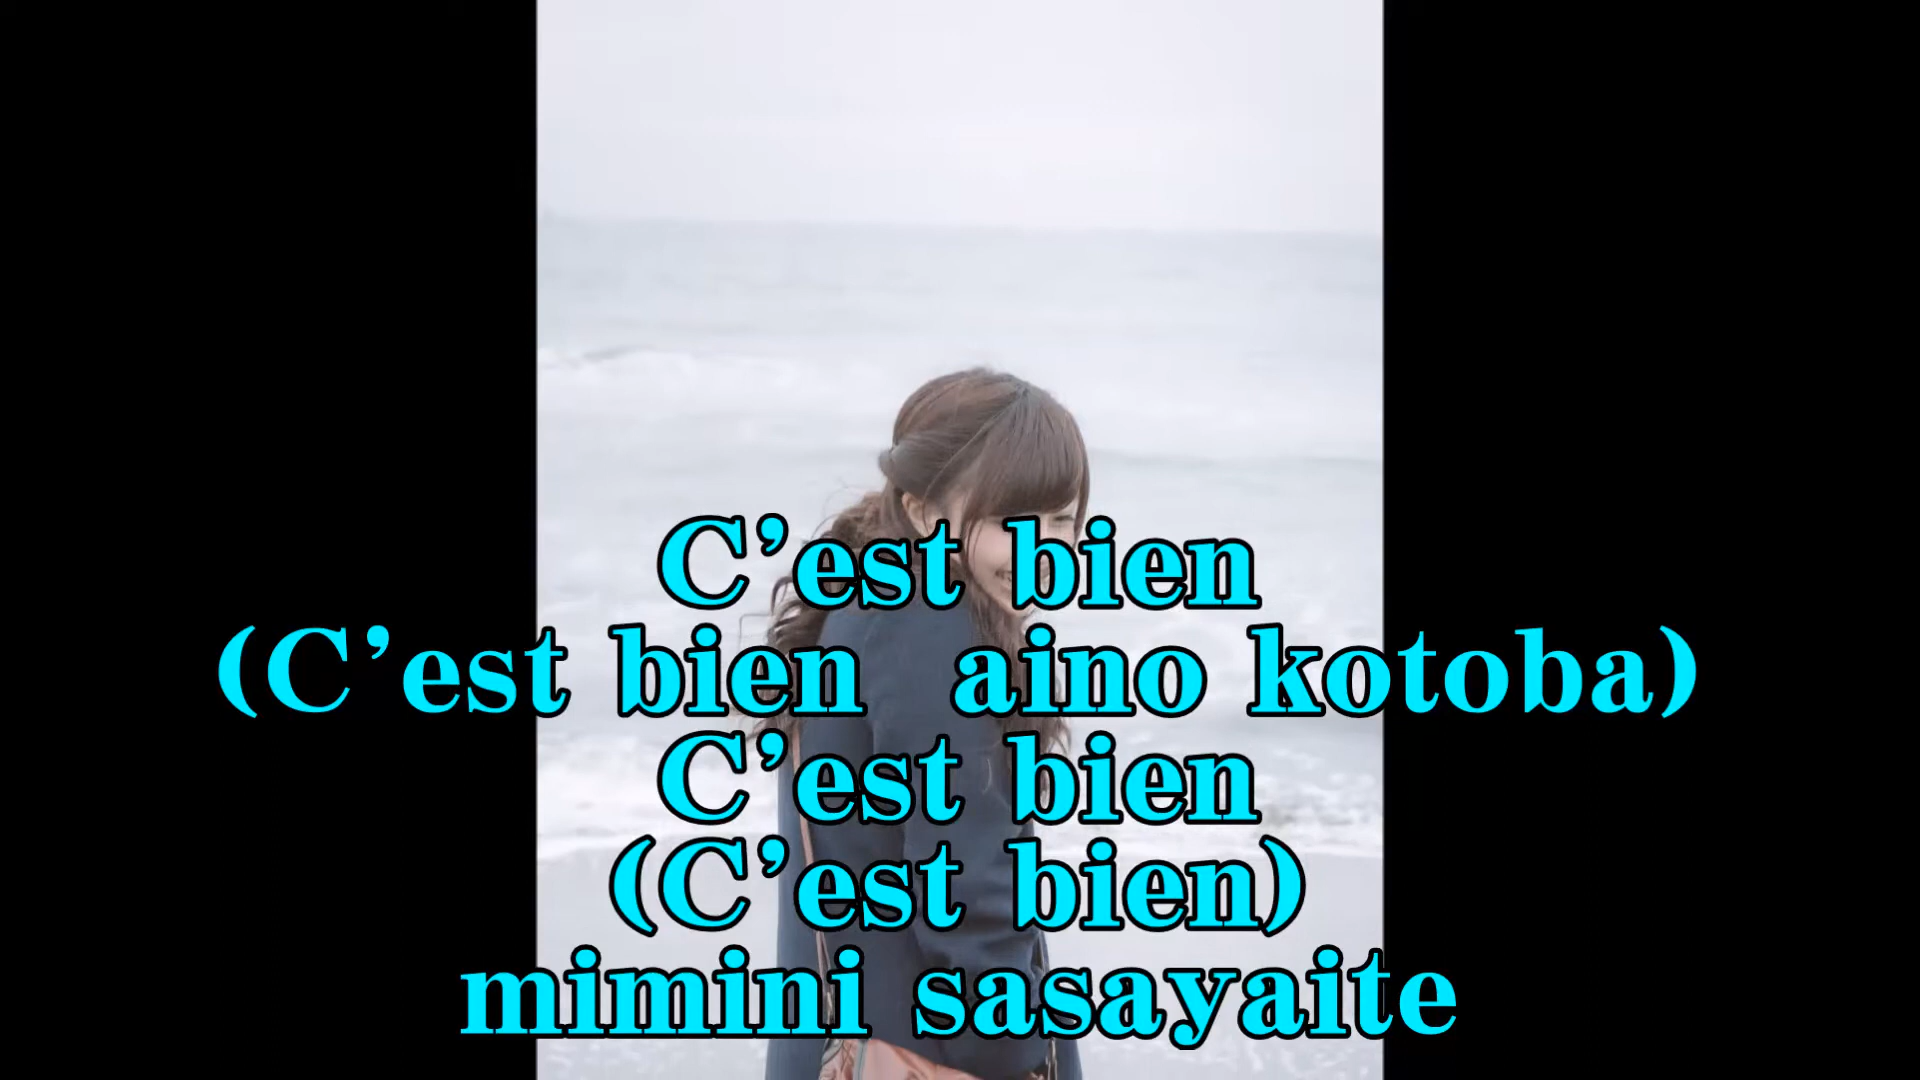 C’est bien
(C’est bien  aino kotoba)
C’est bien
(C’est bien)
mimini sasayaite